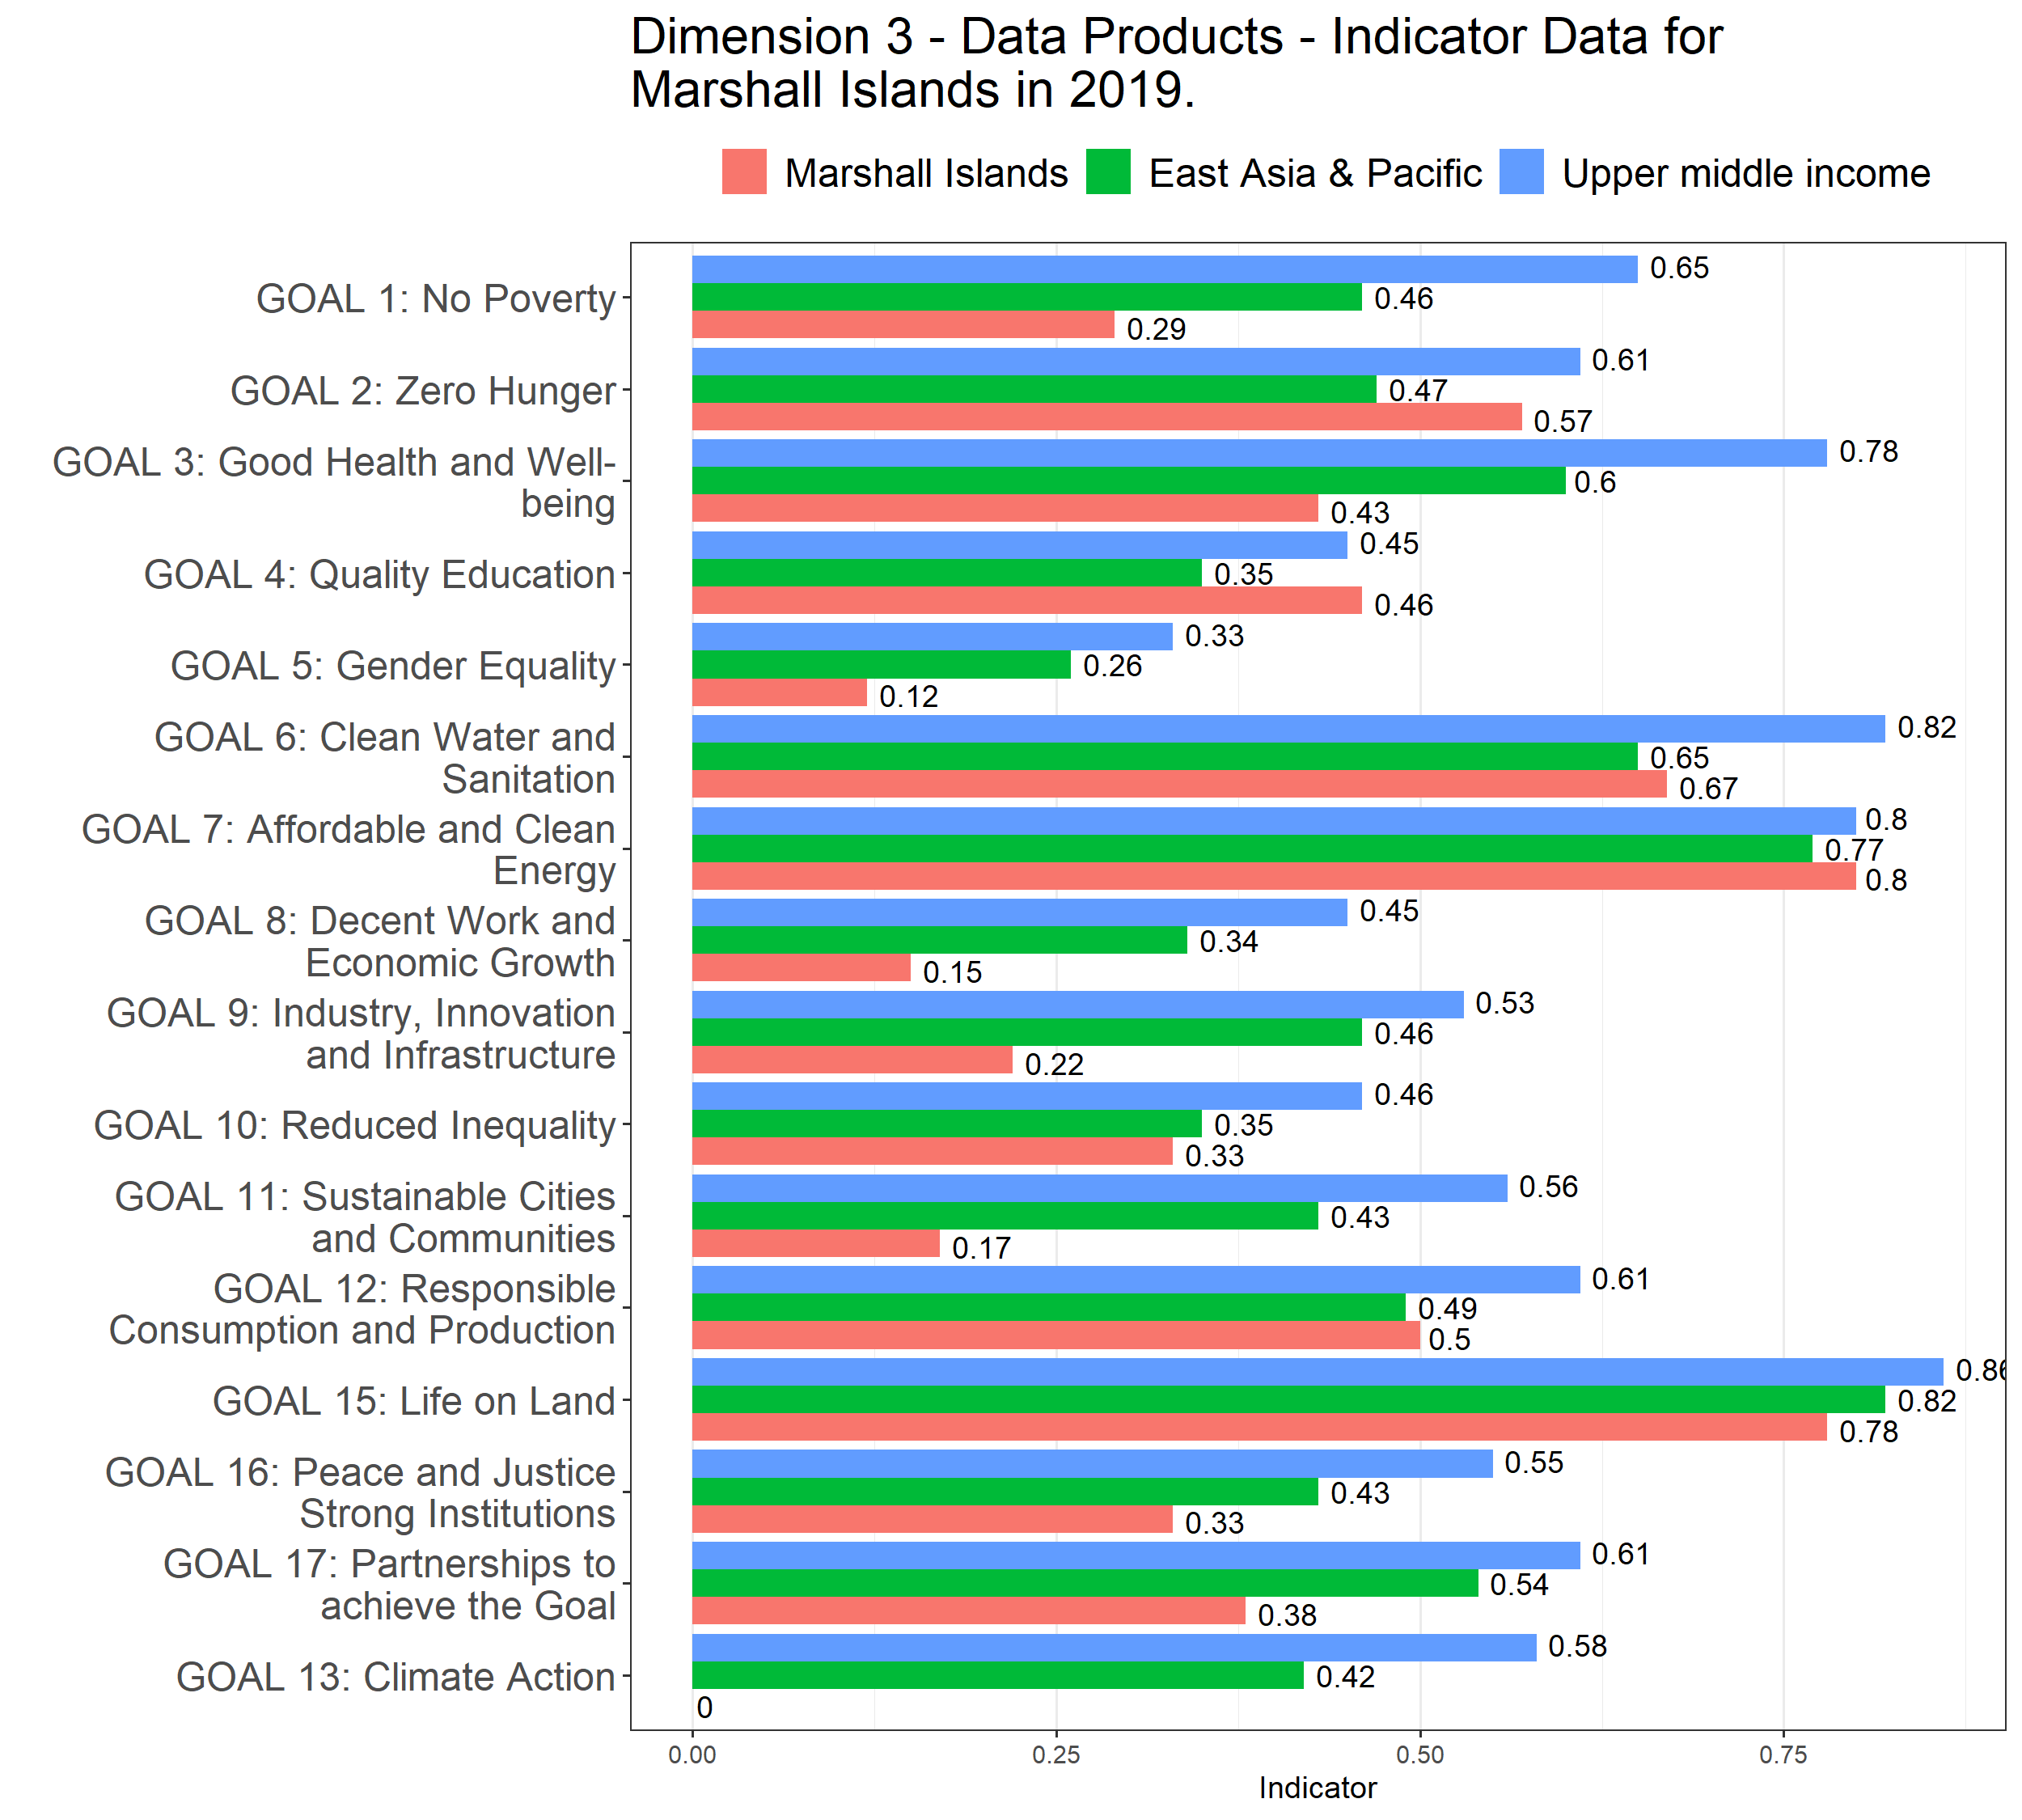 Dimension 3 - Data Products - Indicator Data for
Marshall Islands in 2019.
Marshall Islands East Asia & Pacific Upper middle income
GOAL 1: No Poverty
0.65
0.46
0.29
GOAL 2: Zero Hunger
0.61
0.47
0.57
GOAL 3: Good Health and Well-
being
0.78
0.6
0.43
GOAL 4: Quality Education
0.45
0.35
0.46
GOAL 5: Gender Equality
0.33
0.26
0.12
GOAL 6: Clean Water and
Sanitation
0.82
0.65
0.67
GOAL 7: Affordable and Clean
Energy
0.8
0.77
0.8
GOAL 8: Decent Work and
Economic Growth
0.45
0.34
0.15
GOAL 9: Industry, Innovation
and Infrastructure
0.53
0.46
0.22
GOAL 10: Reduced Inequality
0.46
0.35
0.33
GOAL 11: Sustainable Cities
and Communities
0.56
0.43
0.17
GOAL 12: Responsible
Consumption and Production
0.61
0.49
0.5
GOAL 15: Life on Land
0.86
0.82
0.78
GOAL 16: Peace and Justice
Strong Institutions
0.55
0.43
0.33
GOAL 17: Partnerships to
achieve the Goal
0.61
0.54
0.38
GOAL 13: Climate Action
0.58
0.42
0
0.00 0.25 0.50 0.75
Indicator